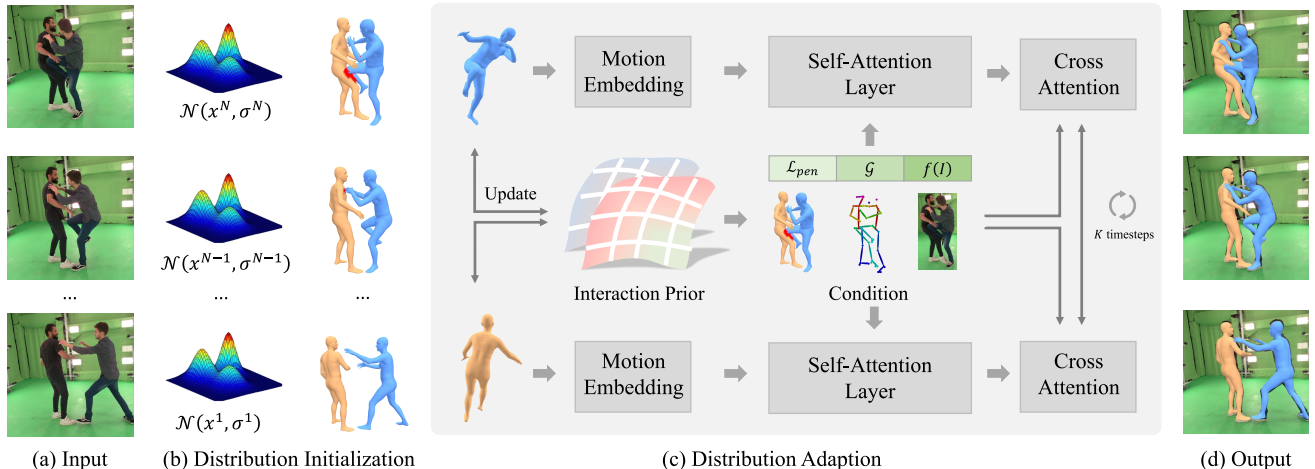 𝒩(x^N, σ^N)
𝒩(x^{N-1}, σ^{N-1})
...
...
...
𝒩(x^1, σ^1)
Motion
Embedding
Self-Attention
Layer
Cross
Attention
Update
Interaction Prior
ℒ_pen
𝒢
f(I)
Condition
K timesteps
Motion
Embedding
Self-Attention
Layer
Cross
Attention
(a) Input
(b) Distribution Initialization
(c) Distribution Adaption
(d) Output